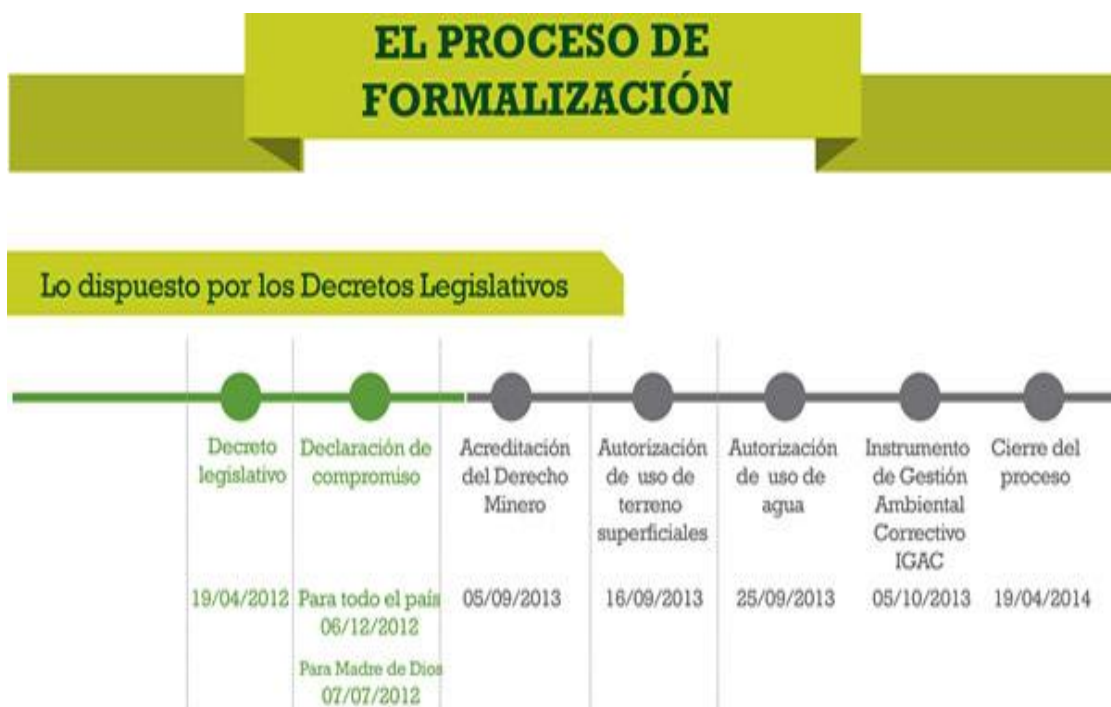 EL PROCESO DE
FORMALIZACIÓN
Lo dispuesto por los Decretos Legislativos
Decreto
legislativo
19/04/2012
Declaración de
compromiso
Para todo el país
06/12/2012
Para Madre de Dios
07/07/2012
Acreditación
del Derecho
Minero
05/09/2013
Autorización
de uso de
terreno
superficiales
16/09/2013
Autorización
de uso de
agua
25/09/2013
Instrumento
de Gestión
Ambiental
Correctivo
IGAC
05/10/2013
Cierre del
proceso
19/04/2014